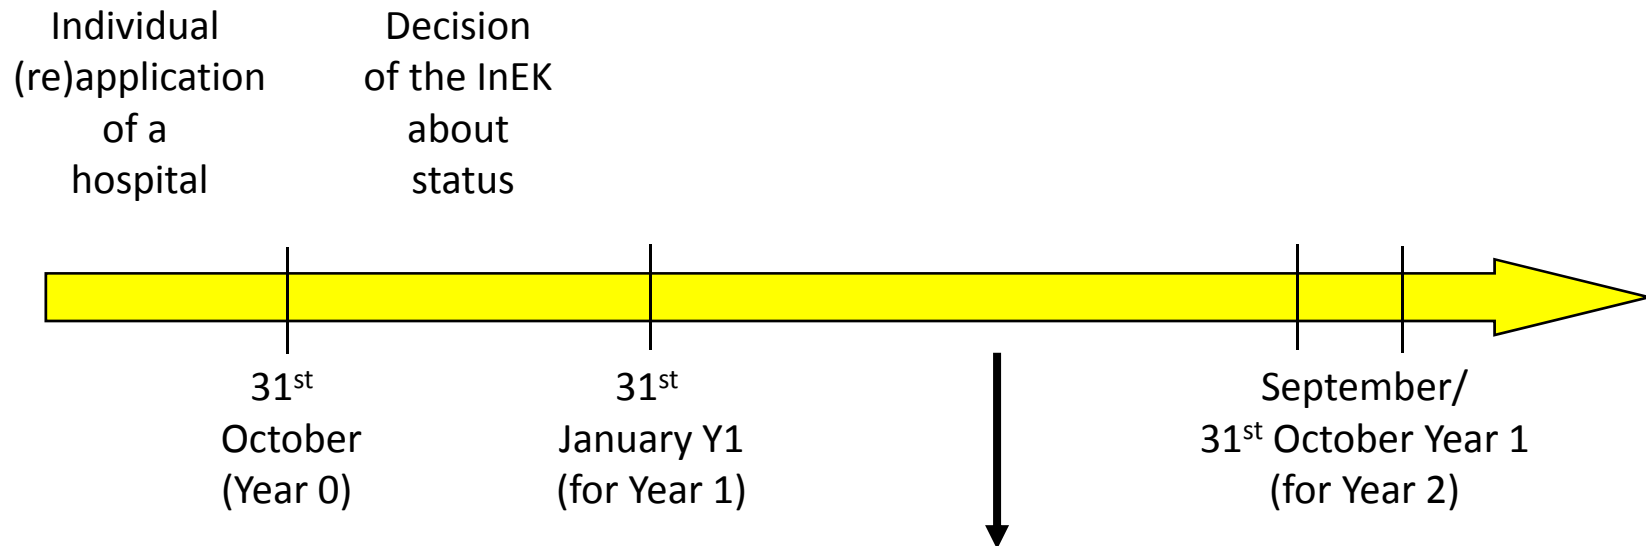 Individual
(re)application
of a
hospital
Decision
of the InEK
about
status
31st
October
(Year 0)
31st
January Y1
(for Year 1)
September/
31st October Year 1
(for Year 2)